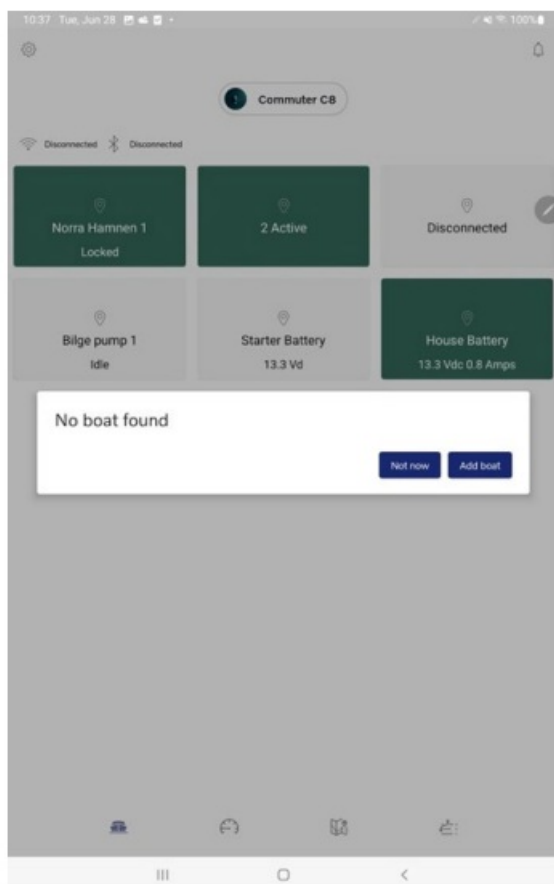 10:37 Tue, Jun 28 100%
Commuter C8
Disconnected Disconnected
Norra Hamnen 1
Locked
2 Active
Disconnected
Bilge pump 1
Idle
Starter Battery
13.3 Vd
House Battery
13.3 Vdc 0.8 Amps
No boat found
Not now Add boat